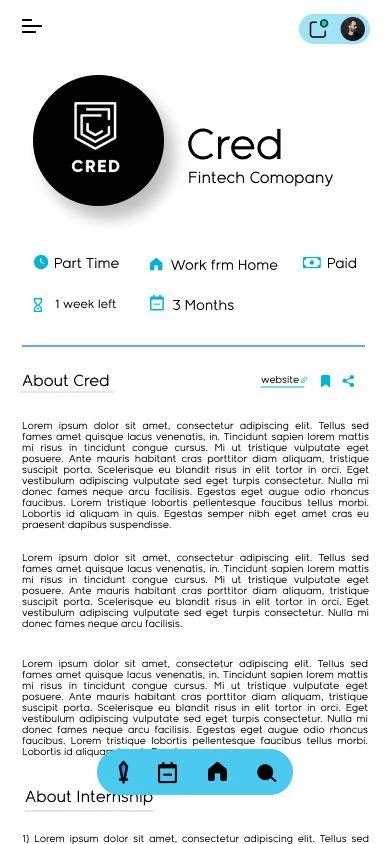 CRED
Cred
Fintech Comopany
Part Time
Work frm Home
Paid
1 week left
3 Months
About Cred
website
Lorem ipsum dolor sit amet, consectetur adipiscing elit. Tellus sed
fames amet quisque lacus venenatis, in. Tincidunt sapien lorem mattis
mi risus in tincidunt congue cursus. Mi ut tristique vulputate eget
posuere. Ante mauris habitant cras porttitor diam aliquam, tristique
suscipit porta. Scelerisque eu blandit risus in elit tortor in orci. Eget
vestibulum adipiscing vulputate sed eget turpis consectetur. Nulla mi
donec fames neque arcu facilisis. Egestas eget augue odio rhoncus
faucibus. Lorem tristique lobortis pellentesque faucibus tellus morbi.
Lobortis id aliquam in quis. Egestas semper nibh eget amet cras eu
praesent dapibus suspendisse.
Lorem ipsum dolor sit amet, consectetur adipiscing elit. Tellus sed
fames amet quisque lacus venenatis, in. Tincidunt sapien lorem mattis
mi risus in tincidunt congue cursus. Mi ut tristique vulputate eget
posuere. Ante mauris habitant cras porttitor diam aliquam, tristique
suscipit porta. Scelerisque eu blandit risus in elit tortor in orci. Eget
vestibulum adipiscing vulputate sed eget turpis consectetur. Nulla mi
donec fames neque arcu facilisis.
Lorem ipsum dolor sit amet, consectetur adipiscing elit. Tellus sed
fames amet quisque lacus venenatis, in. Tincidunt sapien lorem mattis
mi risus in tincidunt congue cursus. Mi ut tristique vulputate eget
posuere. Ante mauris habitant cras porttitor diam aliquam, tristique
suscipit porta. Scelerisque eu blandit risus in elit tortor in orci. Eget
vestibulum adipiscing vulputate sed eget turpis consectetur. Nulla mi
donec fames neque arcu facilisis. Egestas eget augue odio rhoncus
faucibus. Lorem tristique lobortis pellentesque faucibus tellus morbi.
Lobortis id
About Internship
1) Lorem ipsum dolor sit amet, consectetur adipiscing elit. Tellus sed